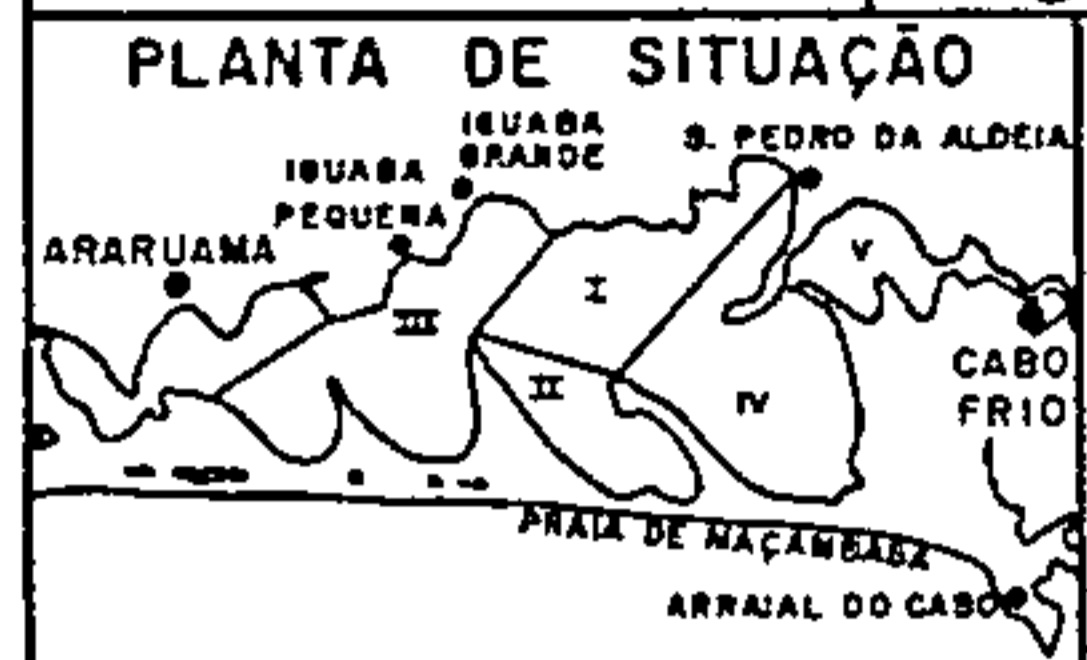 PLANTA DE SITUAÇÃO
IGUABA
GRANDE
S. PEDRO DA ALDEIA
IGUABA
PEQUENA
ARARUAMA
V
I
III
CABO
FRIO
II
IV
PRAIA DE MAÇAMBABA
ARRAIAL DO CABO